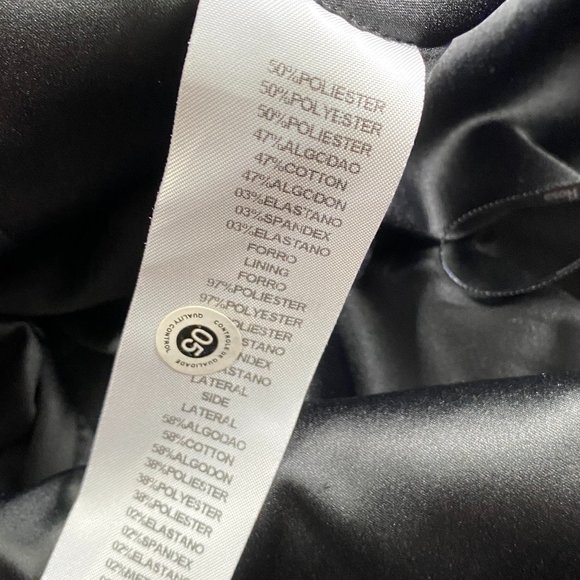 50%POLIESTER
50%POLYESTER
50%POLIESTER
47%ALGODAO
47%COTTON
47%ALGODON
03%ELASTANO
03%SPANDEX
03%ELASTANO
FORRO
LINING
FORRO
97%POLIESTER
97%POLYESTER
LATERAL
SIDE
LATERAL
58%ALGODAO
58%COTTON
58%ALGODON
38%POLIESTER
38%POLYESTER
38%POLIESTER
02%ELASTANO
02%SPANDEX
02%ELASTANO
CONTROLE DE QUALIDADE
QUALITY CONTROL
05